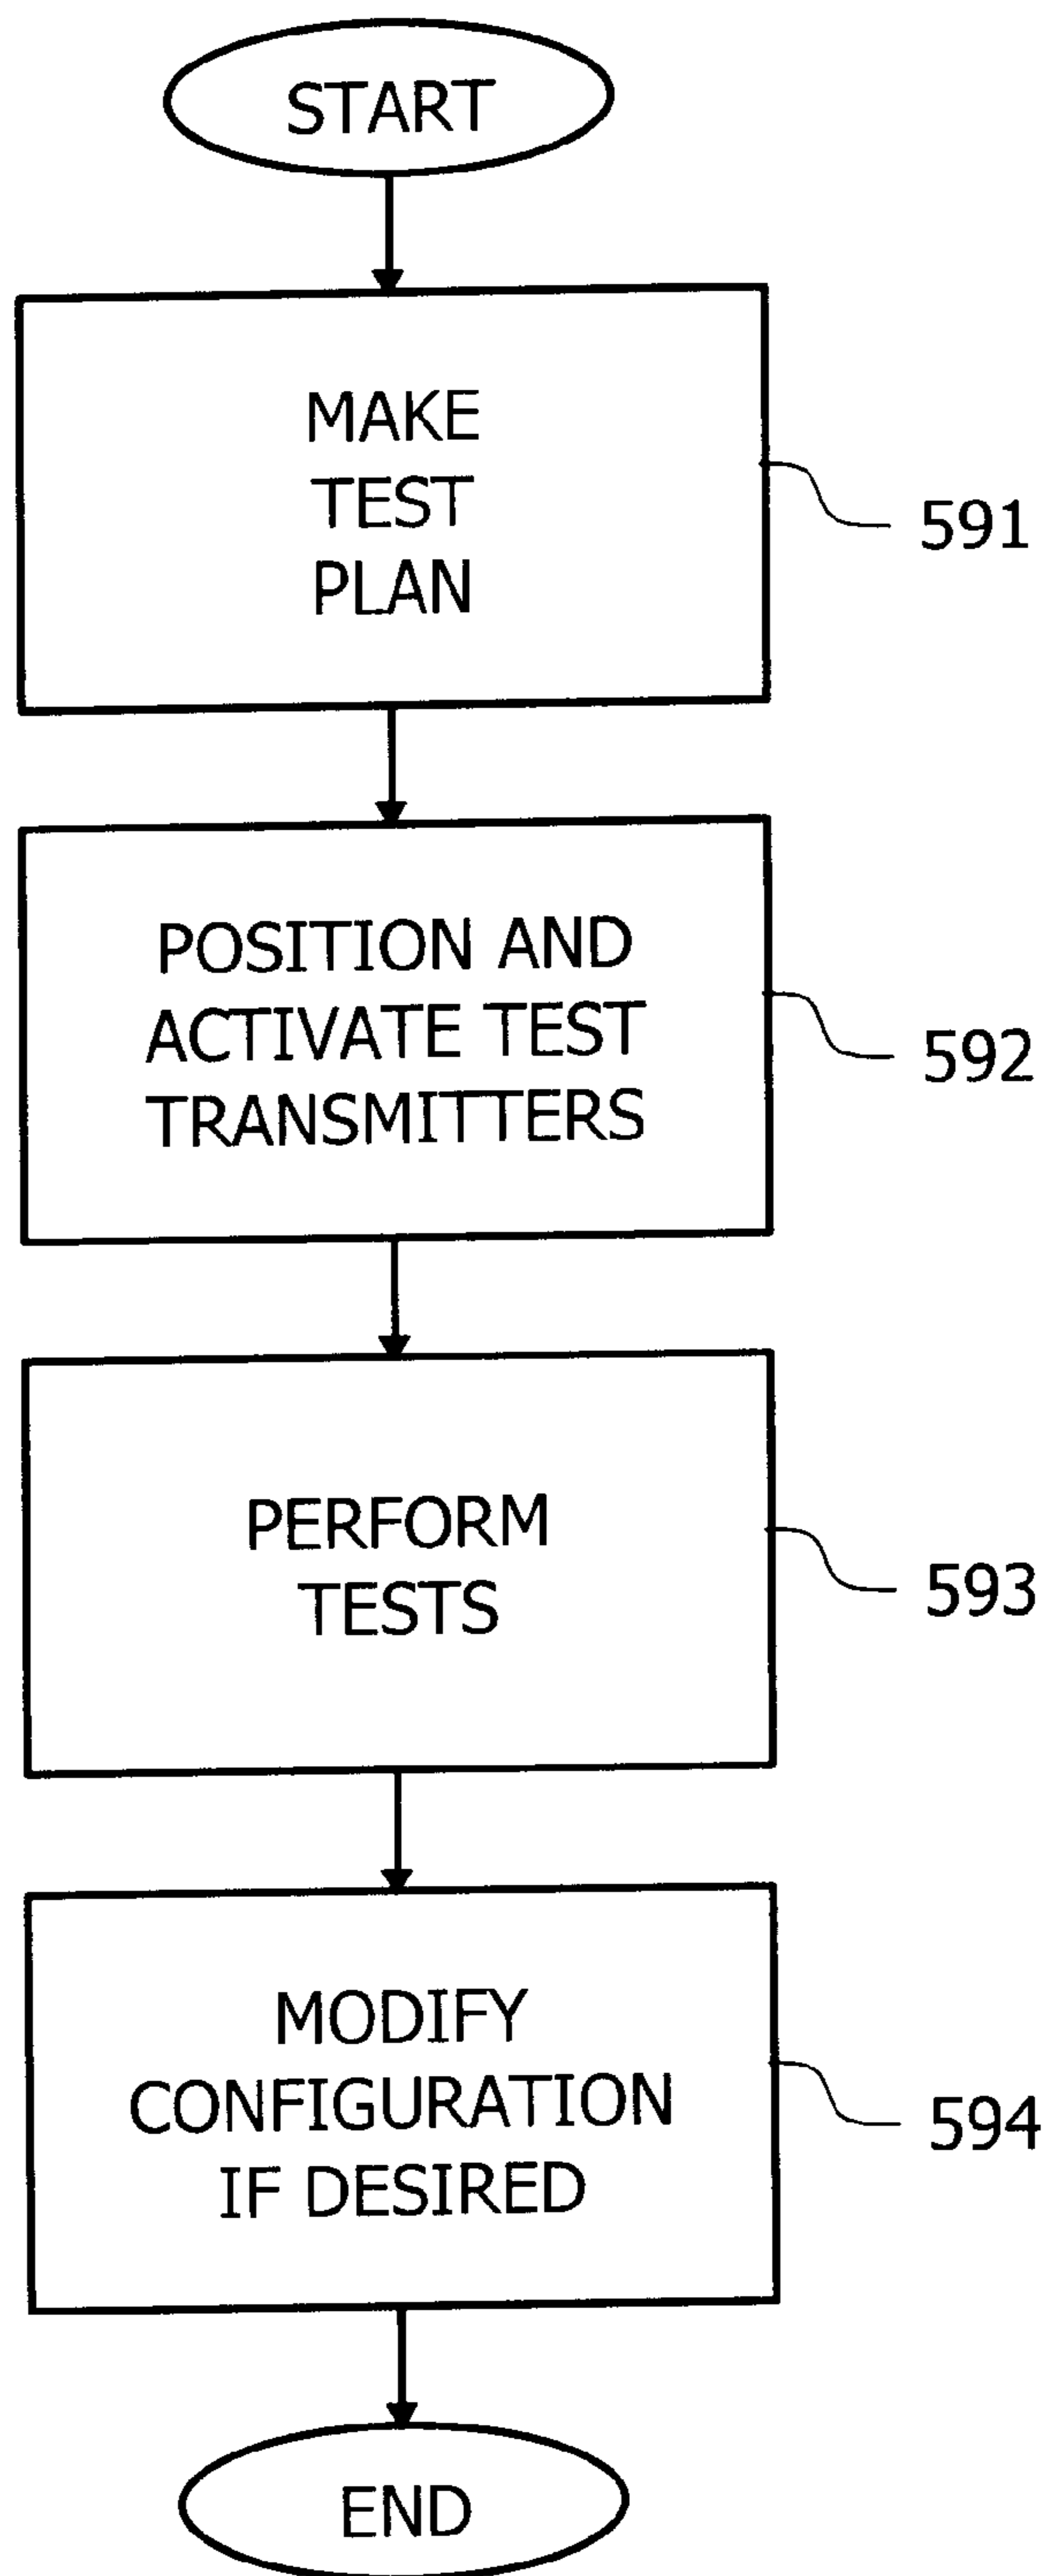 START
MAKE
TEST
PLAN
591
POSITION AND
ACTIVATE TEST
TRANSMITTERS
592
PERFORM
TESTS
593
MODIFY
CONFIGURATION
IF DESIRED
594
END